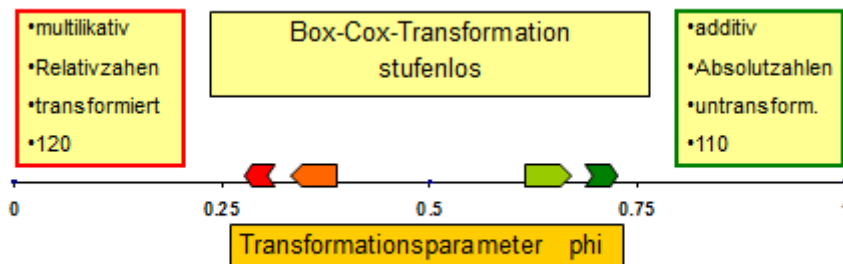 •multilikativ
•Relativzahen
•transformiert
•120
Box-Cox-Transformation
stufenlos
•additiv
•Absolutzahlen
•untransform.
•110
0
0.25
0.5
0.75
1
Transformationsparameter phi